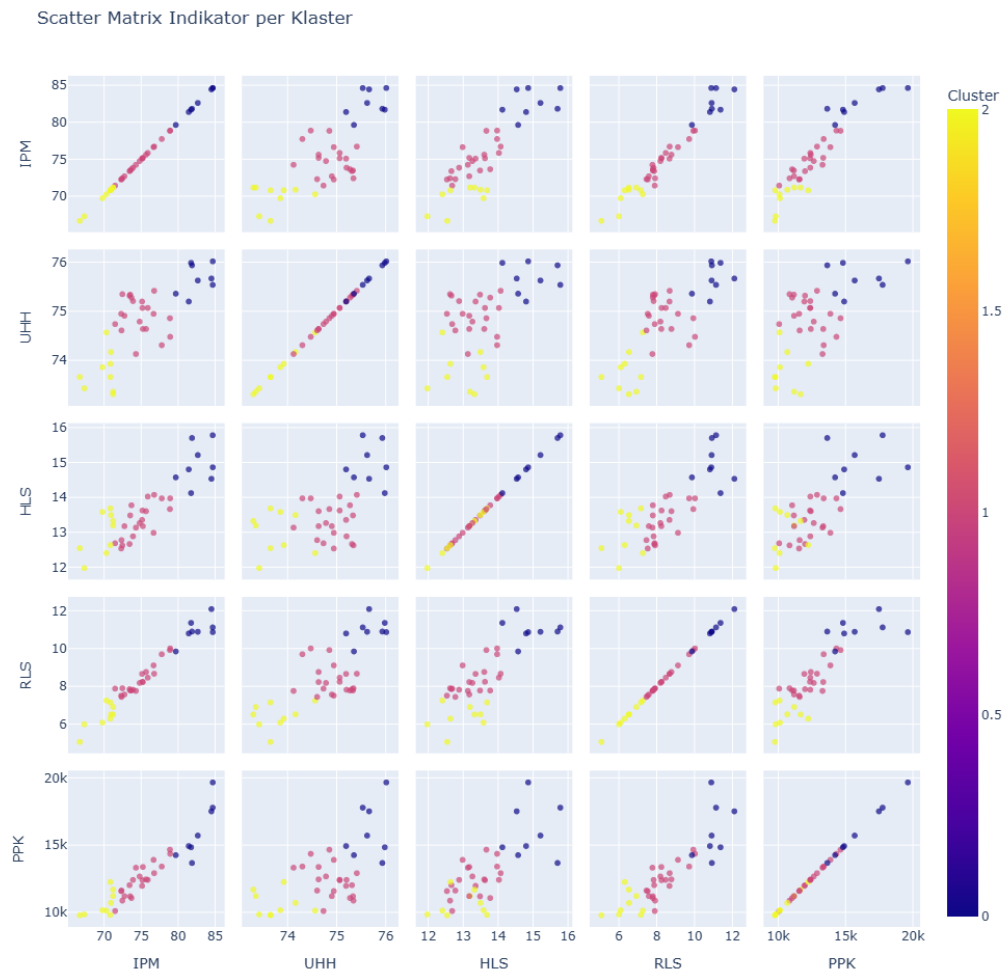 Scatter Matrix Indikator per Klaster
Cluster
2
1.5
1
0.5
0
IPM
85
80
75
70
UHH
76
75
74
HLS
16
15
14
13
12
RLS
12
10
8
6
PPK
20k
15k
10k
70 75 80 85
74 75 76
12 13 14 15 16
6 8 10 12
10k 15k 20k
IPM UHH HLS RLS PPK